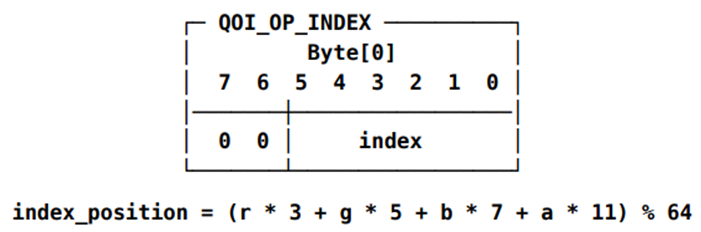 QOI_OP_INDEX
Byte[0]
7 6 5 4 3 2 1 0
0 0 index
index_position = (r * 3 + g * 5 + b * 7 + a * 11) % 64